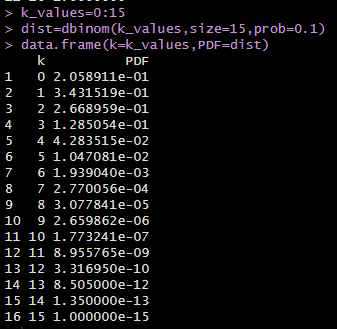 > k_values=0:15
> dist=dbinom(k_values,size=15,prob=0.1)
> data.frame(k=k_values,PDF=dist)
k PDF
1 0 2.058911e-01
2 1 3.431519e-01
3 2 2.668959e-01
4 3 1.285054e-01
5 4 4.283515e-02
6 5 1.047081e-02
7 6 1.939040e-03
8 7 2.770056e-04
9 8 3.077841e-05
10 9 2.659862e-06
11 10 1.773241e-07
12 11 8.955765e-09
13 12 3.316950e-10
14 13 8.505000e-12
15 14 1.350000e-13
16 15 1.000000e-15